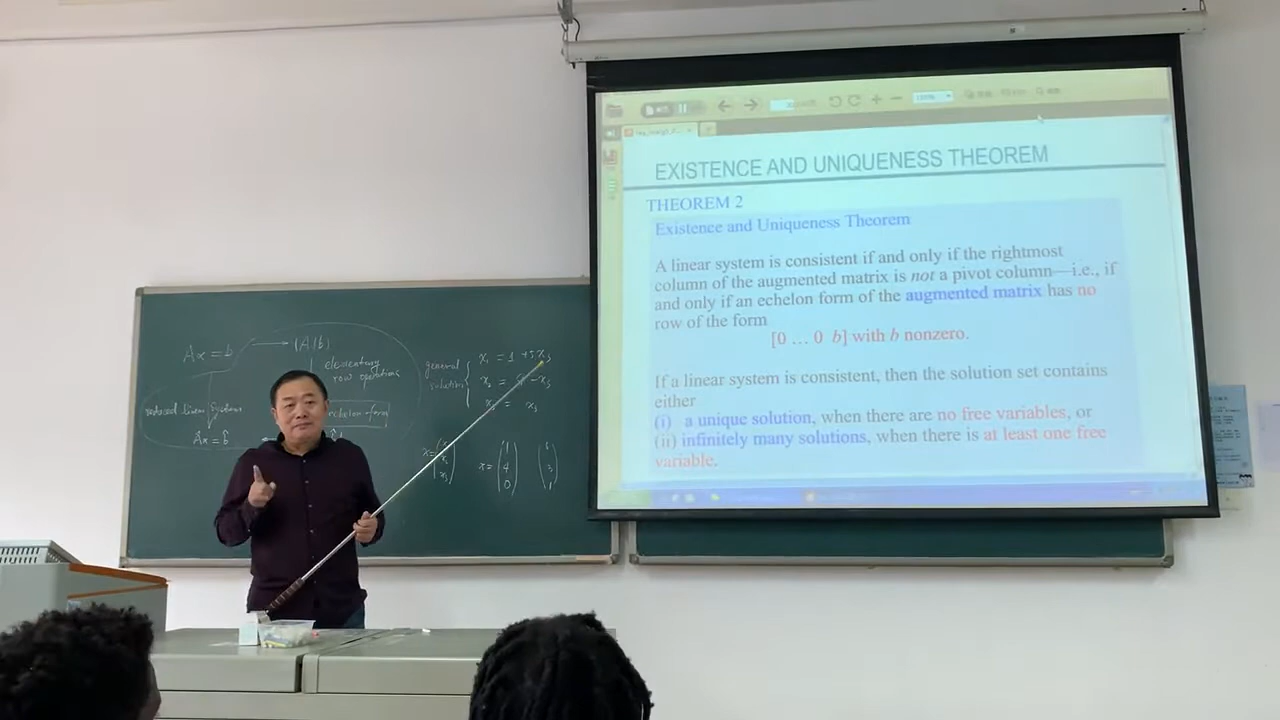 EXISTENCE AND UNIQUENESS THEOREM
THEOREM 2
Existence and Uniqueness Theorem
A linear system is consistent if and only if the rightmost
column of the augmented matrix is not a pivot column—i.e., if
and only if an echelon form of the augmented matrix has no
row of the form
[0 … 0 b] with b nonzero.
If a linear system is consistent, then the solution set contains
either
(i) a unique solution, when there are no free variables, or
(ii) infinitely many solutions, when there is at least one free
variable.
Ax = b
(A|b)
elementary
row operations
echelon form
reduced linear systems
general
solution
x₁ = 1 +5x₃
x₂ = -x₃
x₃
x=
(1
4
0)